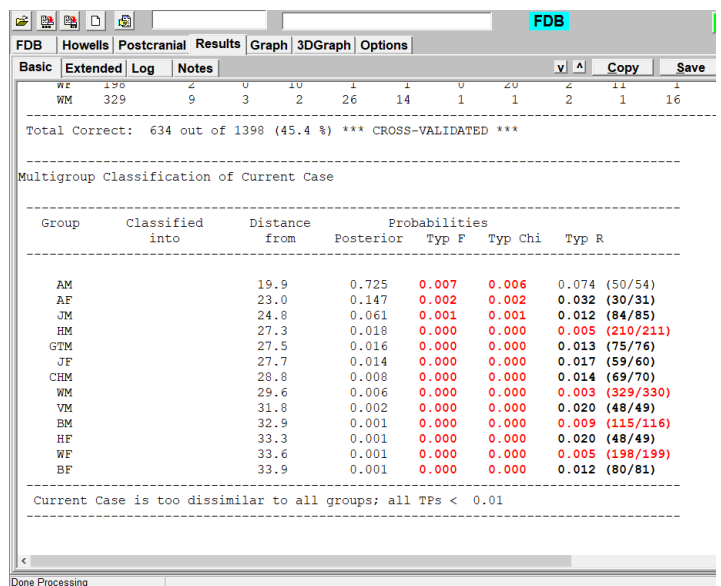 FDB
FDB Howells Postcranial Results Graph 3DGraph Options
Basic Extended Log Notes v ^ Copy Save
WF 198 2 0 10 1 1 0 20 2 11 1
WM 329 9 3 2 26 14 1 1 2 1 16
Total Correct: 634 out of 1398 (45.4 %) *** CROSS-VALIDATED ***
Multigroup Classification of Current Case
Group Classified Distance Probabilities
into from Posterior Typ F Typ Chi Typ R
AM 19.9 0.725 0.007 0.006 0.074 (50/54)
AF 23.0 0.147 0.002 0.002 0.032 (30/31)
JM 24.8 0.061 0.001 0.001 0.012 (84/85)
HM 27.3 0.018 0.000 0.000 0.005 (210/211)
GTM 27.5 0.016 0.000 0.000 0.013 (75/76)
JF 27.7 0.014 0.000 0.000 0.017 (59/60)
CHM 28.8 0.008 0.000 0.000 0.014 (69/70)
WM 29.6 0.006 0.000 0.000 0.003 (329/330)
VM 31.8 0.002 0.000 0.000 0.020 (48/49)
BM 32.9 0.001 0.000 0.000 0.009 (115/116)
HF 33.3 0.001 0.000 0.000 0.020 (48/49)
WF 33.6 0.001 0.000 0.000 0.005 (198/199)
BF 33.9 0.001 0.000 0.000 0.012 (80/81)
Current Case is too dissimilar to all groups; all TPs < 0.01
Done Processing